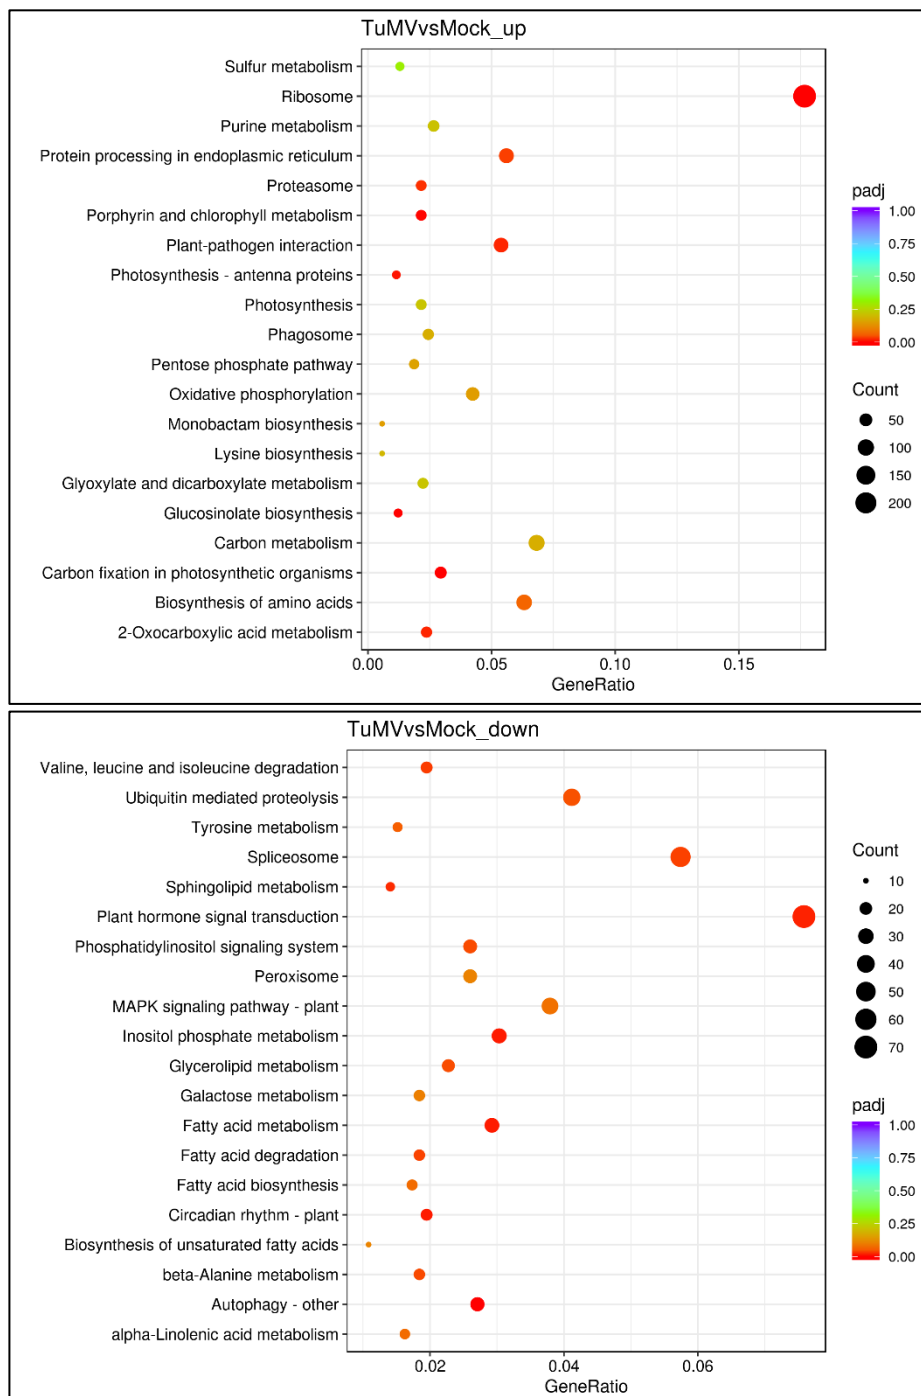 TuMVvsMock_up
Sulfur metabolism
Ribosome
Purine metabolism
Protein processing in endoplasmic reticulum
Proteasome
Porphyrin and chlorophyll metabolism
Plant-pathogen interaction
Photosynthesis - antenna proteins
Photosynthesis
Phagosome
Pentose phosphate pathway
Oxidative phosphorylation
Monobactam biosynthesis
Lysine biosynthesis
Glyoxylate and dicarboxylate metabolism
Glucosinolate biosynthesis
Carbon metabolism
Carbon fixation in photosynthetic organisms
Biosynthesis of amino acids
2-Oxocarboxylic acid metabolism
0.00 0.05 0.10 0.15
GeneRatio
padj
1.00
0.75
0.50
0.25
0.00
Count
50
100
150
200
TuMVvsMock_down
Valine, leucine and isoleucine degradation
Ubiquitin mediated proteolysis
Tyrosine metabolism
Spliceosome
Sphingolipid metabolism
Plant hormone signal transduction
Phosphatidylinositol signaling system
Peroxisome
MAPK signaling pathway - plant
Inositol phosphate metabolism
Glycerolipid metabolism
Galactose metabolism
Fatty acid metabolism
Fatty acid degradation
Fatty acid biosynthesis
Circadian rhythm - plant
Biosynthesis of unsaturated fatty acids
beta-Alanine metabolism
Autophagy - other
alpha-Linolenic acid metabolism
0.02 0.04 0.06
GeneRatio
Count
10
20
30
40
50
60
70
padj
1.00
0.75
0.50
0.25
0.00